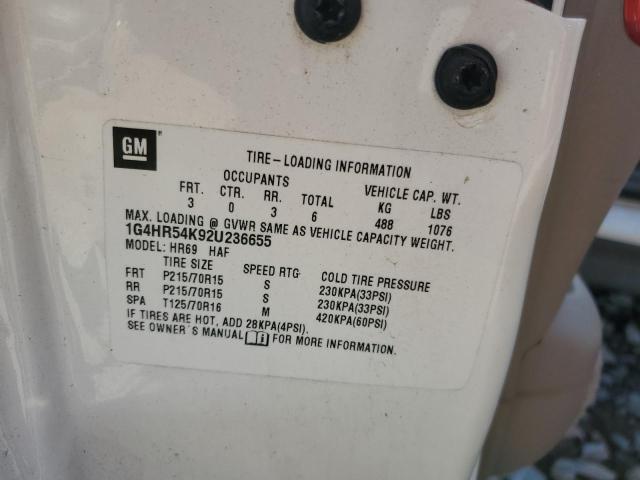 GM
TIRE-LOADING INFORMATION
OCCUPANTS VEHICLE CAP. WT.
FRT. CTR. RR. TOTAL KG LBS
3 0 3 6 488 1076
MAX. LOADING @ GVWR SAME AS VEHICLE CAPACITY WEIGHT.
1G4HR54K92U236655
MODEL: HR69 HAF
TIRE SIZE SPEED RTG COLD TIRE PRESSURE
FRT P215/70R15 S 230KPA(33PSI)
RR P215/70R15 S 230KPA(33PSI)
SPA T125/70R16 M 420KPA(60PSI)
IF TIRES ARE HOT, ADD 28KPA(4PSI).
SEE OWNER'S MANUAL FOR MORE INFORMATION.